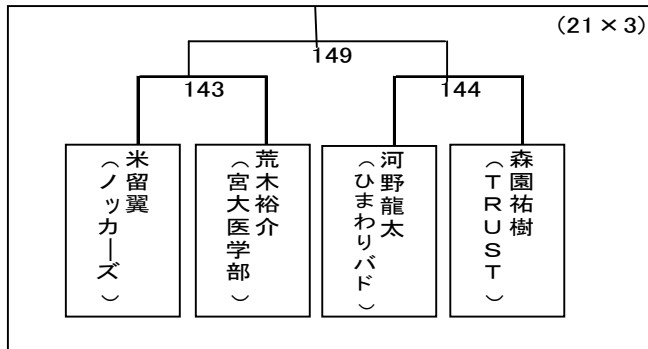 (21×3)
149
143
144
米留翼
（ノッカーズ）
荒木裕介
（宮大医学部）
河野龍太
（ひまわりバド）
森園祐樹
（TRUST）